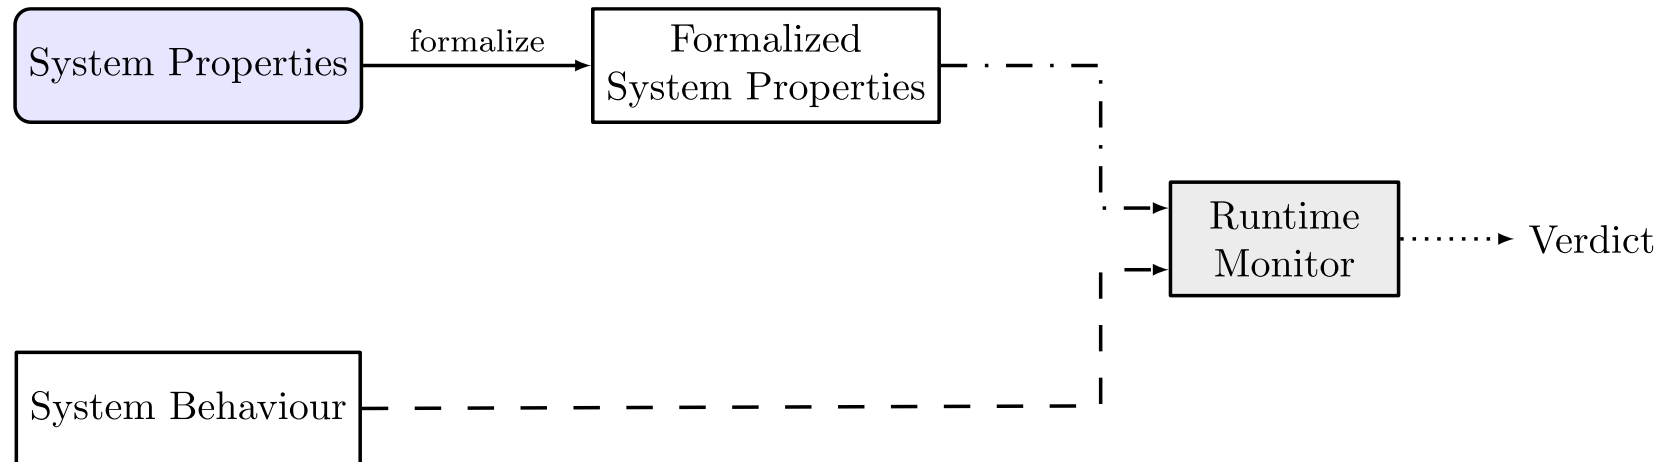 System Properties
formalize
Formalized
System Properties
Runtime
Monitor
Verdict
System Behaviour